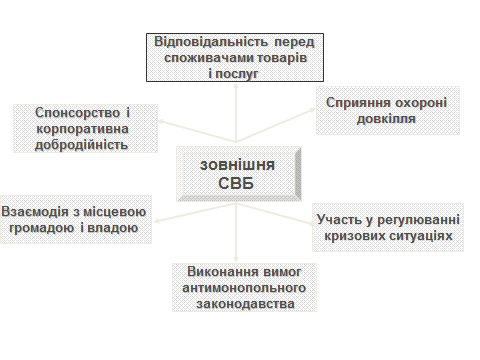 Відповідальність перед
споживачами товарів
і послуг
Спонсорство і
корпоративна
добродійність
Сприяння охороні
довкілля
зовнішня
СВБ
Взаємодія з місцевою
громадою і владою
Участь у регулюванні
кризових ситуаціях
Виконання вимог
антимонопольного
законодавства